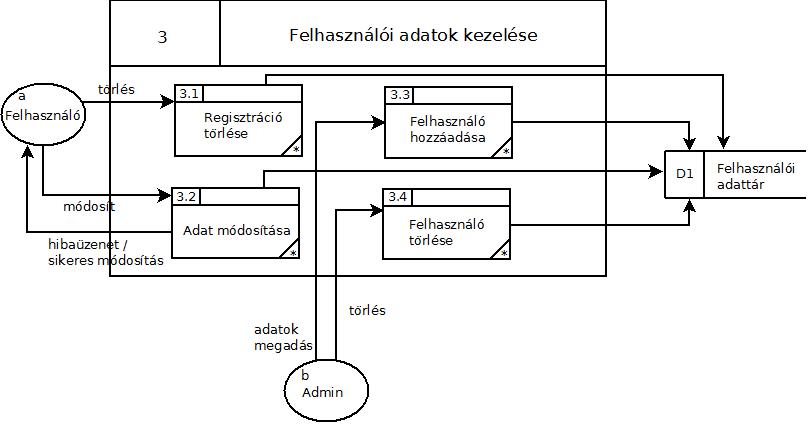 3
Felhasználói adatok kezelése
a
Felhasználó
törlés
3.1
Regisztráció
törlése
*
3.3
Felhasználó
hozzáadása
*
D1
Felhasználói
adattár
módosít
3.2
Adat módosítása
*
3.4
Felhasználó
törlése
*
hibaüzenet /
sikeres módosítás
adatok
megadás
törlés
b
Admin